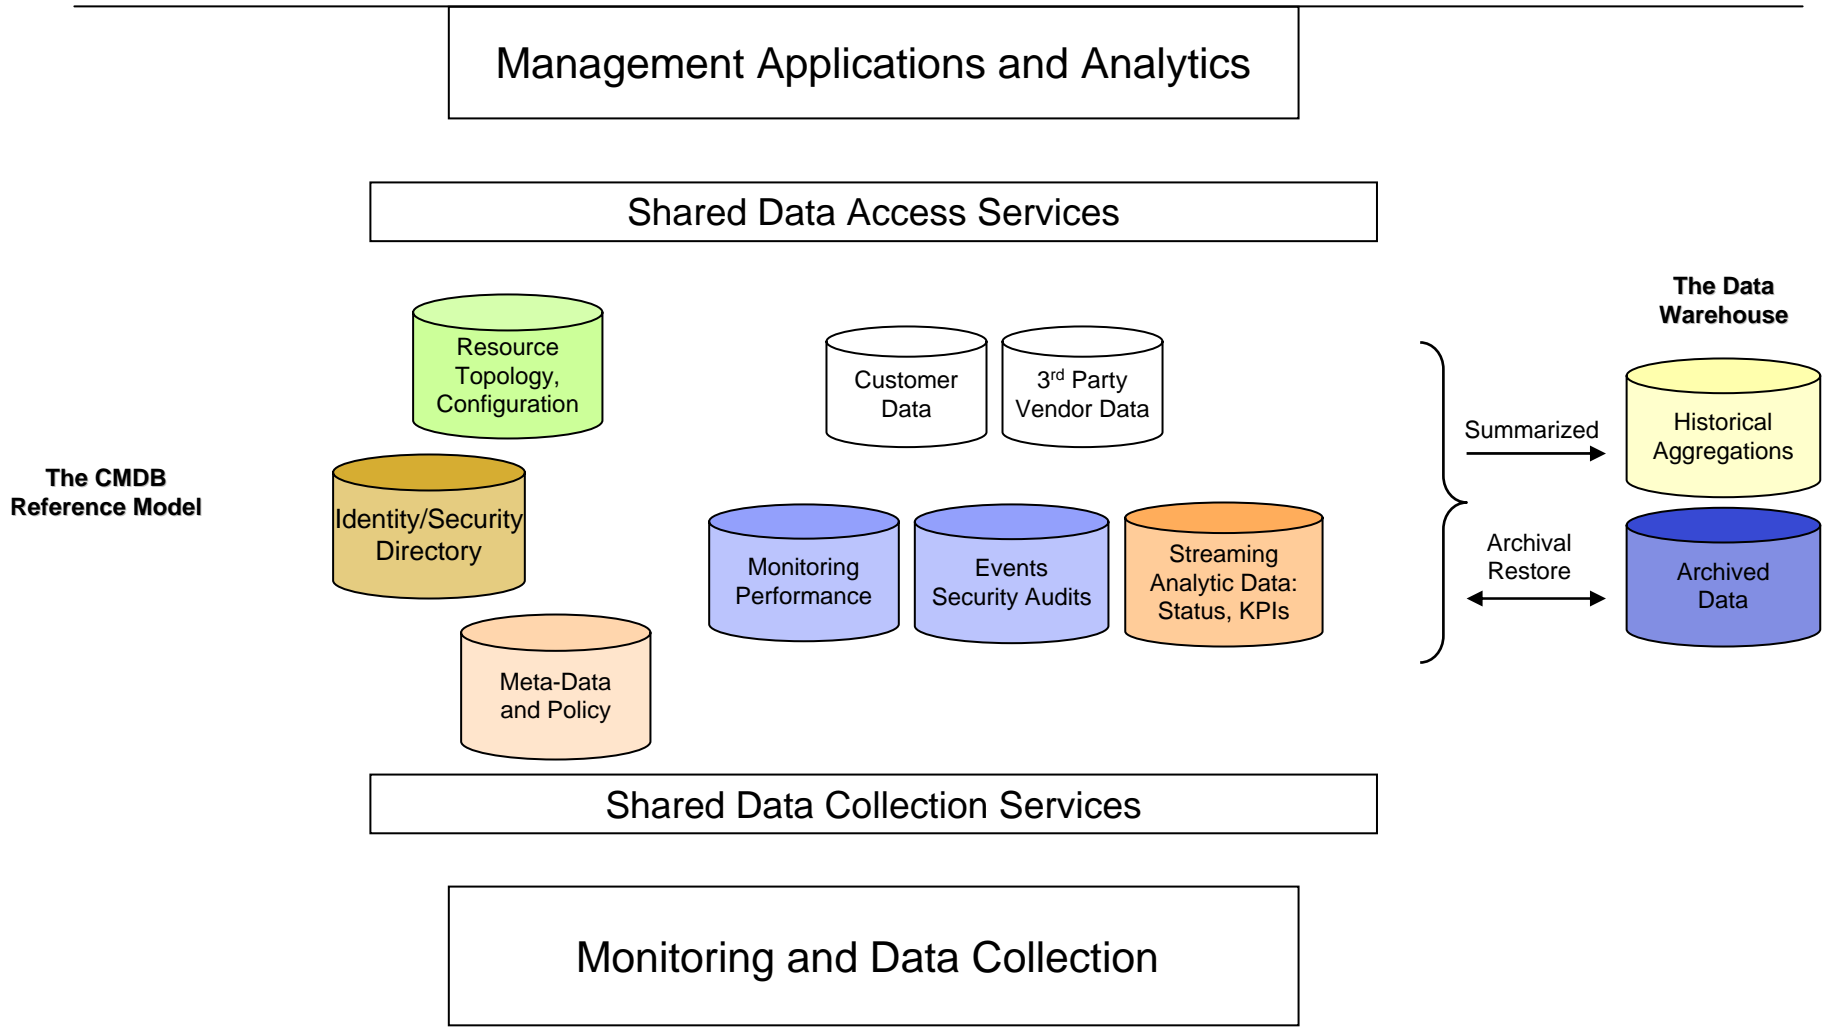 Management Applications and Analytics
Shared Data Access Services
The CMDB
Reference Model
Resource
Topology,
Configuration
Identity/Security
Directory
Meta-Data
and Policy
Customer
Data
3rd Party
Vendor Data
Monitoring
Performance
Events
Security Audits
Streaming
Analytic Data:
Status, KPIs
Summarized
Archival
Restore
The Data
Warehouse
Historical
Aggregations
Archived
Data
Shared Data Collection Services
Monitoring and Data Collection